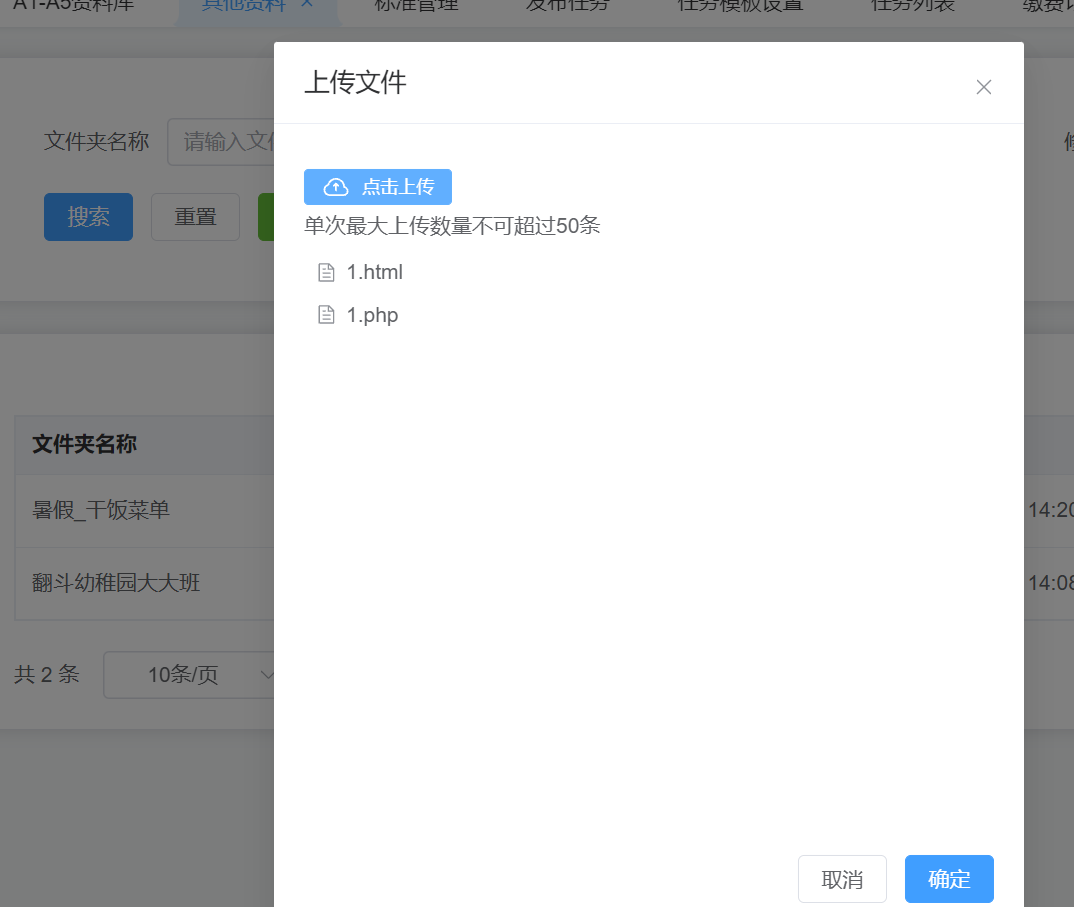 A1-A5资料库 其他资料 × 标准管理 发布任务 任务模板设置 任务列表
上传文件
文件夹名称 请输入文
点击上传
搜索 重置
单次最大上传数量不可超过50条
1.html
1.php
文件夹名称
暑假_干饭菜单 14:20
翻斗幼稚园大大班 14:08
共 2 条 10条/页
取消 确定